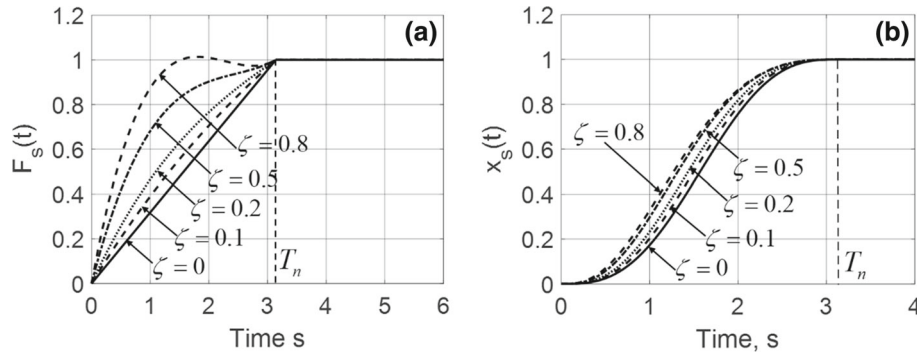 (a)
F_s(t)
1.2
1
0.8
0.6
0.4
0.2
0
ζ = 0.8
ζ = 0.5
ζ = 0.2
ζ = 0.1
ζ = 0
T_n
0 1 2 3 4 5 6
Time s
(b)
x_s(t)
1.2
1
0.8
0.6
0.4
0.2
0
ζ = 0.8
ζ = 0.5
ζ = 0.2
ζ = 0.1
ζ = 0
T_n
0 1 2 3 4
Time, s